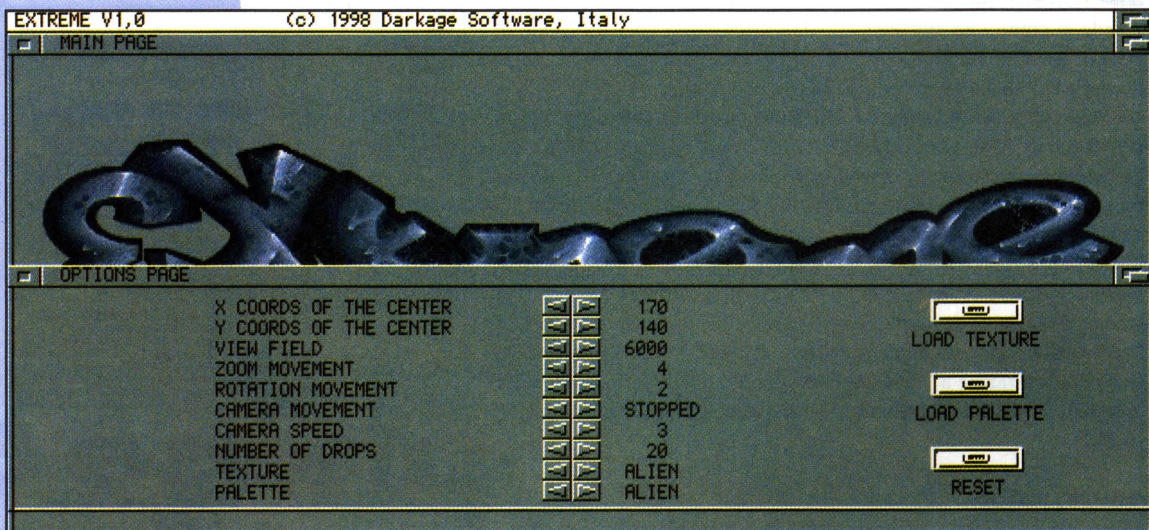 EXTREME V1,0 (c) 1998 Darkage Software, Italy
MAIN PAGE
OPTIONS PAGE
X COORDS OF THE CENTER 170
Y COORDS OF THE CENTER 140
VIEW FIELD 6000
ZOOM MOVEMENT 4
ROTATION MOVEMENT 2
CAMERA MOVEMENT STOPPED
CAMERA SPEED 3
NUMBER OF DROPS 20
TEXTURE ALIEN
PALETTE ALIEN
LOAD TEXTURE
LOAD PALETTE
RESET